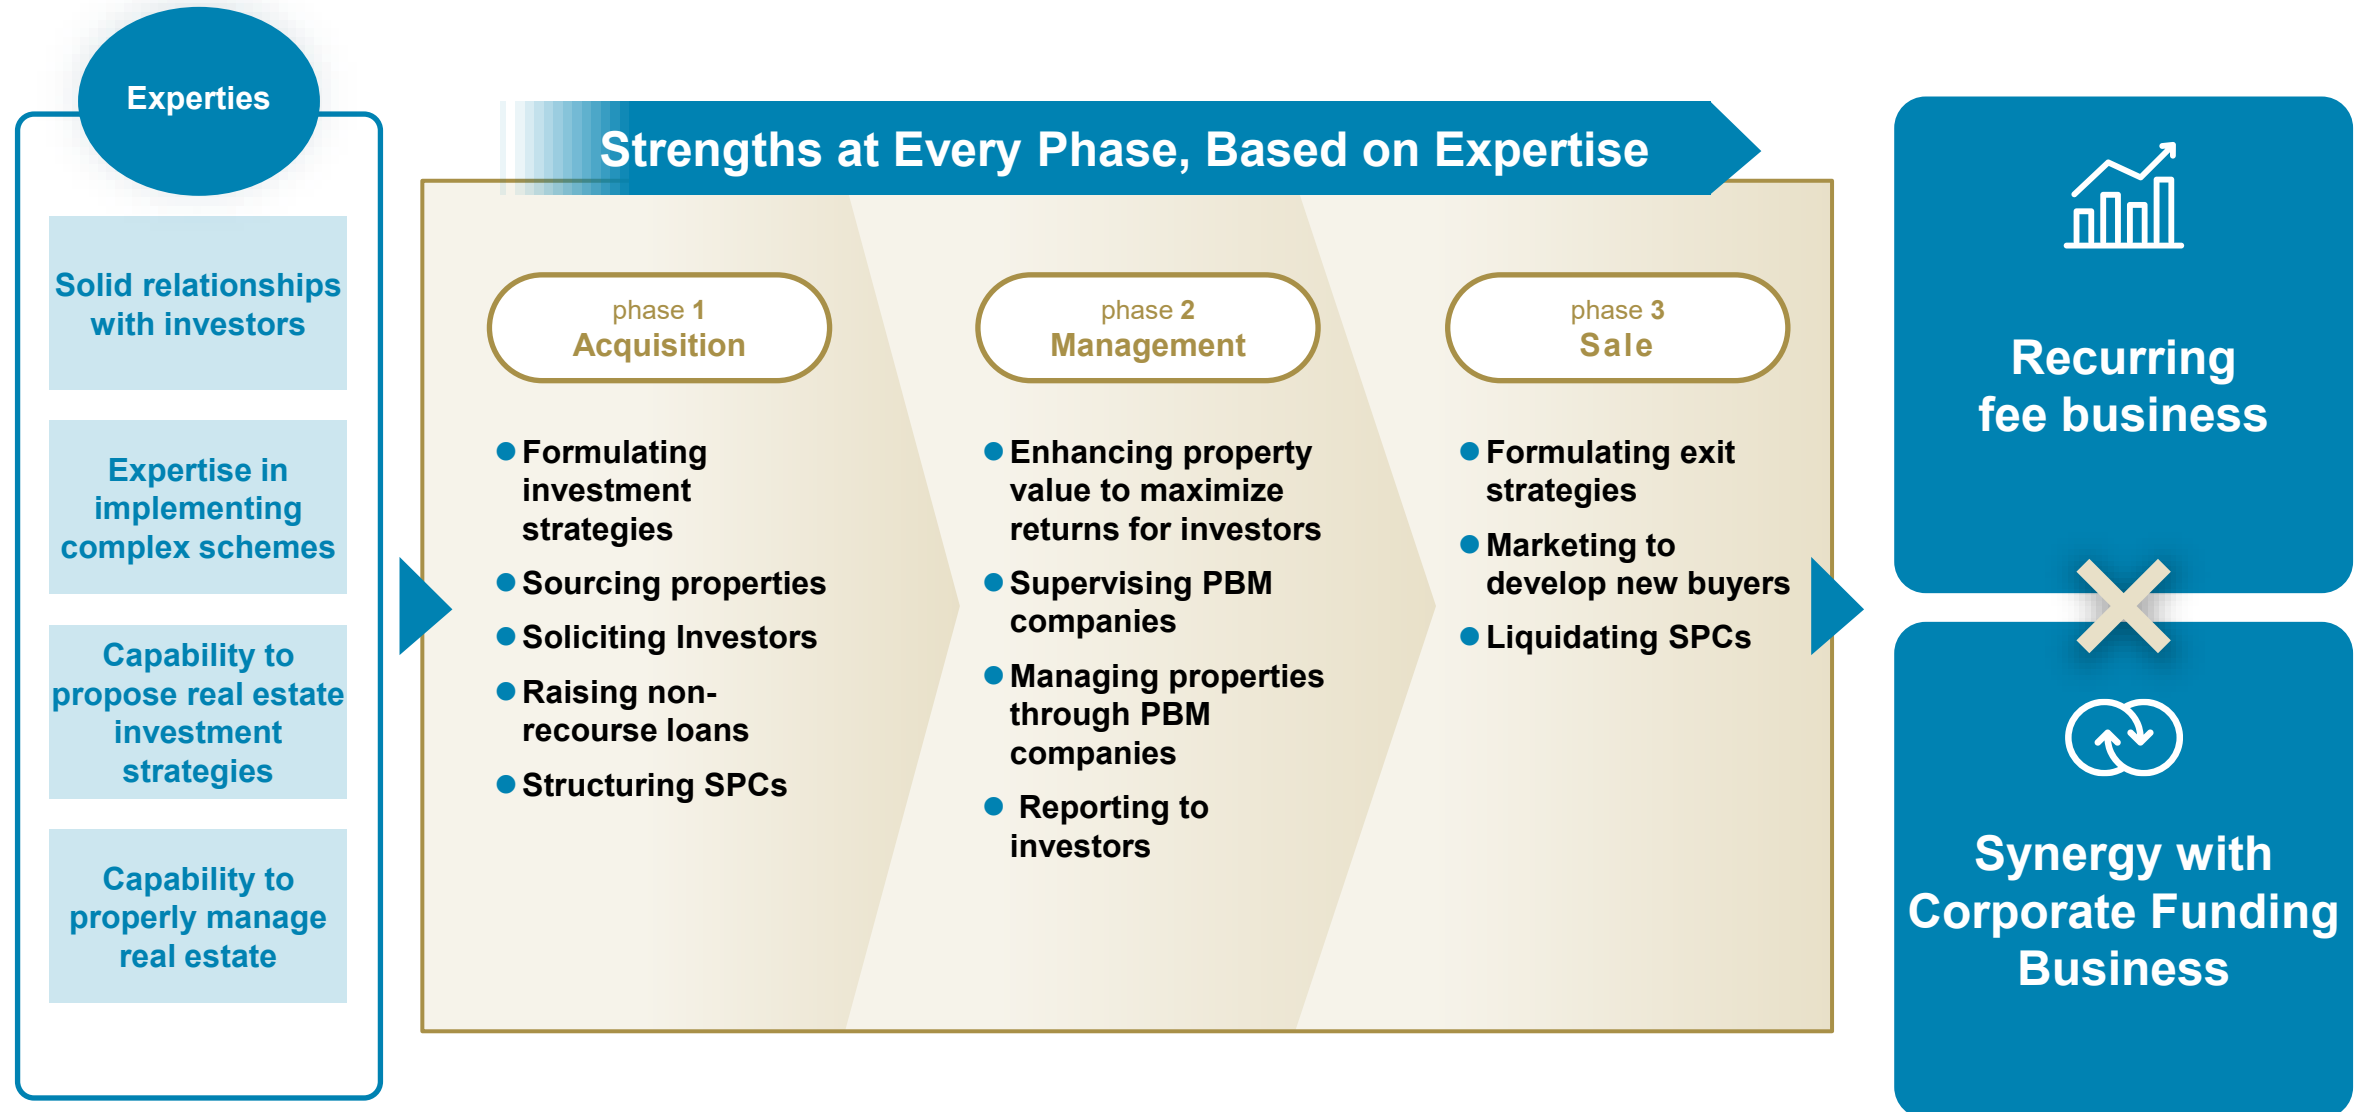 Experties
Solid relationships
with investors
Expertise in
implementing
complex schemes
Capability to
propose real estate
investment
strategies
Capability to
properly manage
real estate
Strengths at Every Phase, Based on Expertise
phase 1
Acquisition
● Formulating
investment
strategies
● Sourcing properties
● Soliciting Investors
● Raising non-
recourse loans
● Structuring SPCs
phase 2
Management
● Enhancing property
value to maximize
returns for investors
● Supervising PBM
companies
● Managing properties
through PBM
companies
● Reporting to
investors
phase 3
Sale
● Formulating exit
strategies
● Marketing to
develop new buyers
● Liquidating SPCs
Recurring
fee business
Synergy with
Corporate Funding
Business